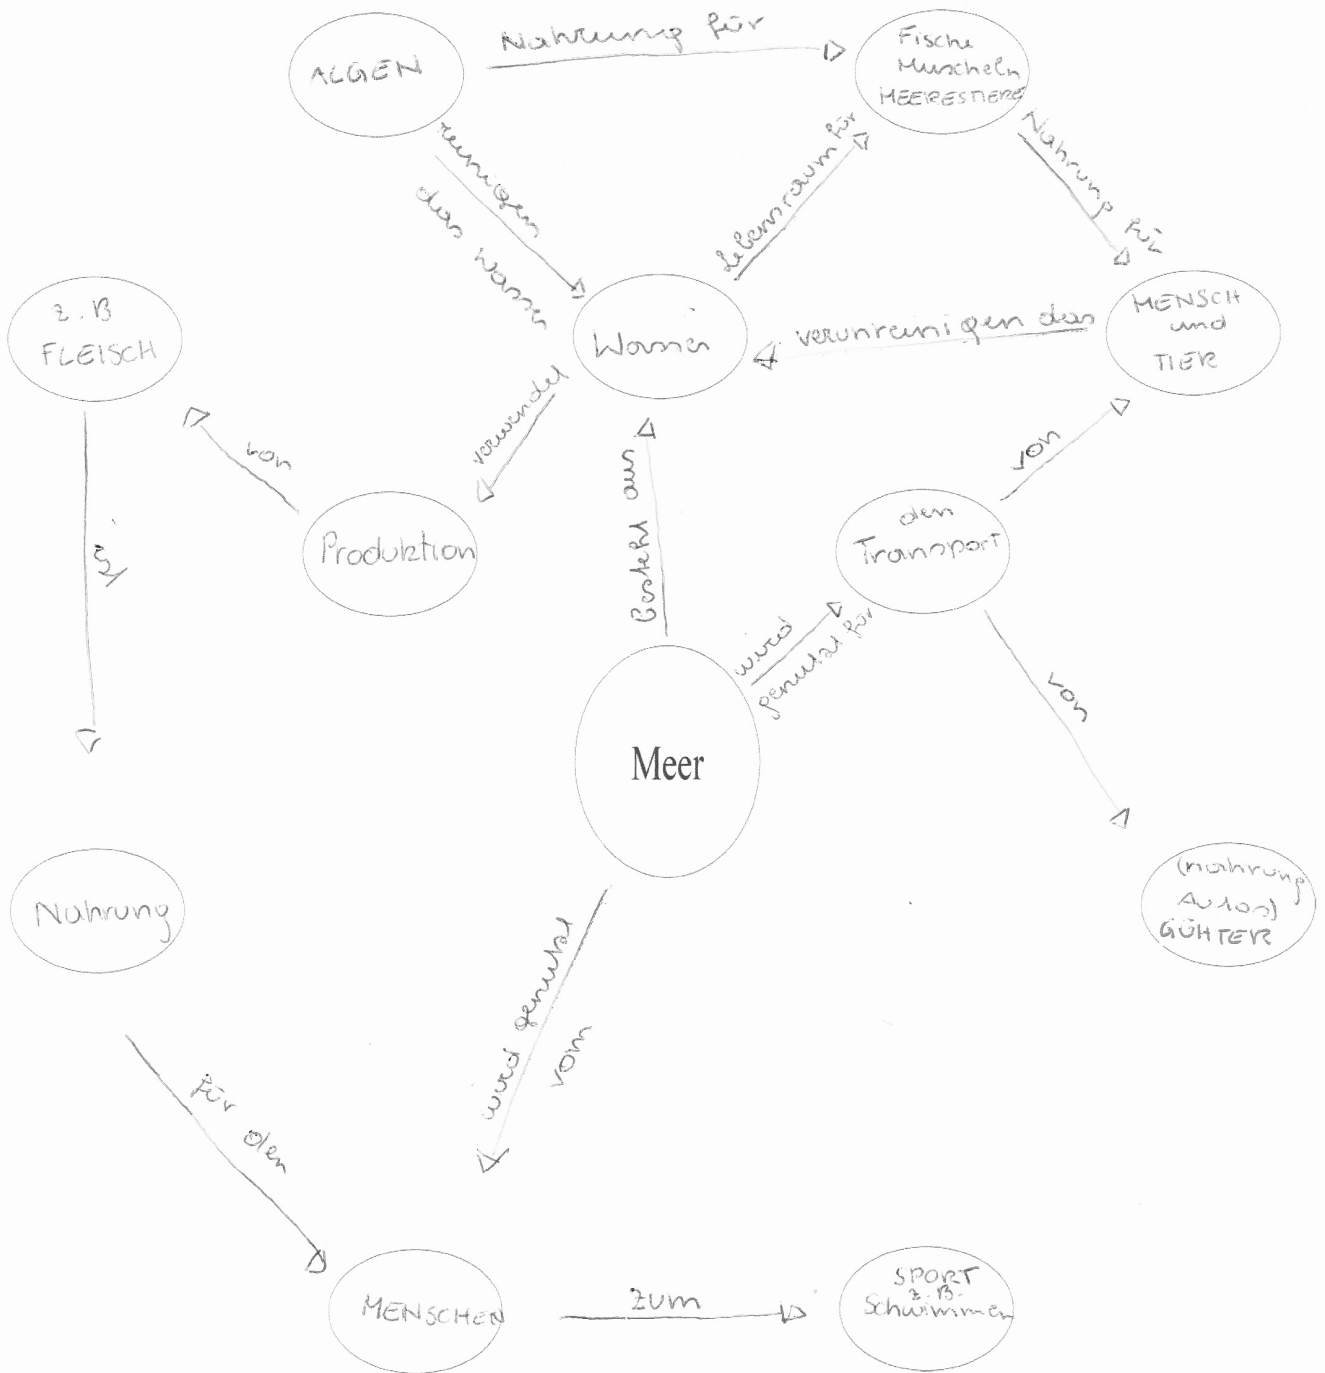 ALGEN
Nahrung für
Fische
Muscheln
MEERESTIERE
reinigen
das Wasser
Lebensraum für
Nahrung für
z.B
FLEISCH
Wasser
verunreinigen das
MENSCH
und
TIER
von
verwendet
Besteht aus
von
Produktion
den
Transport
ist
wird
genutzt für
von
Meer
Nahrung
(nahrung
Autos)
GÜHTER
wird genutzt
vom
für den
MENSCHEN
zum
SPORT
z.B.
Schwimmen